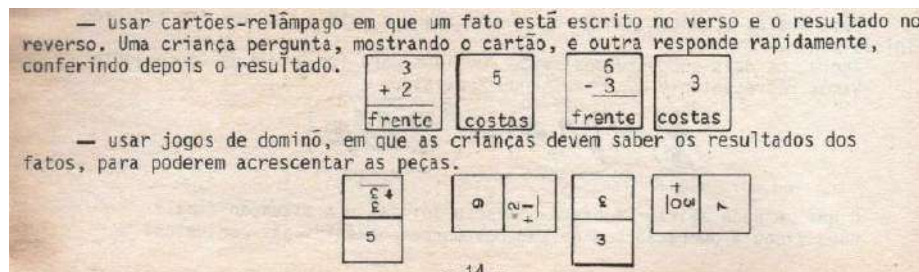 — usar cartões-relâmpago em que um fato está escrito no verso e o resultado no
reverso. Uma criança pergunta, mostrando o cartão, e outra responde rapidamente,
conferindo depois o resultado.
3 5 6 3
+ 2 - 3
frente costas frente costas
— usar jogos de dominó, em que as crianças devem saber os resultados dos
fatos, para poderem acrescentar as peças.
5 3
14